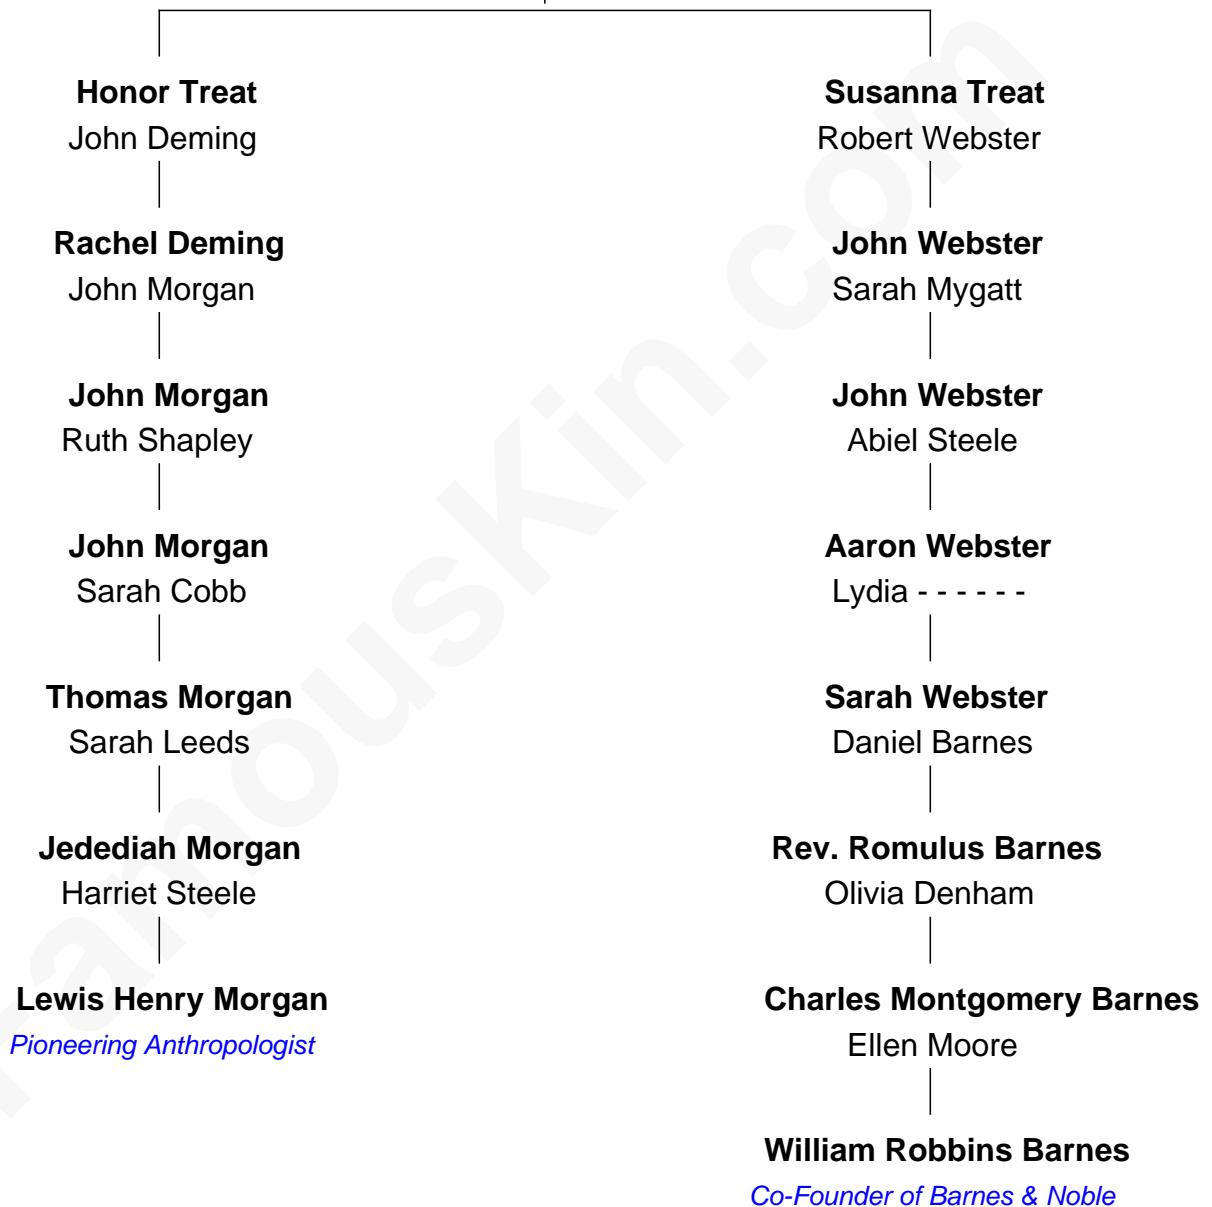 Honor Treat
John Deming
Rachel Deming
John Morgan
John Morgan
Ruth Shapley
John Morgan
Sarah Cobb
Thomas Morgan
Sarah Leeds
Jedediah Morgan
Harriet Steele
Lewis Henry Morgan
Pioneering Anthropologist
Susanna Treat
Robert Webster
John Webster
Sarah Mygatt
John Webster
Abiel Steele
Aaron Webster
Lydia - - - - - -
Sarah Webster
Daniel Barnes
Rev. Romulus Barnes
Olivia Denham
Charles Montgomery Barnes
Ellen Moore
William Robbins Barnes
Co-Founder of Barnes & Noble
FamousKin.com